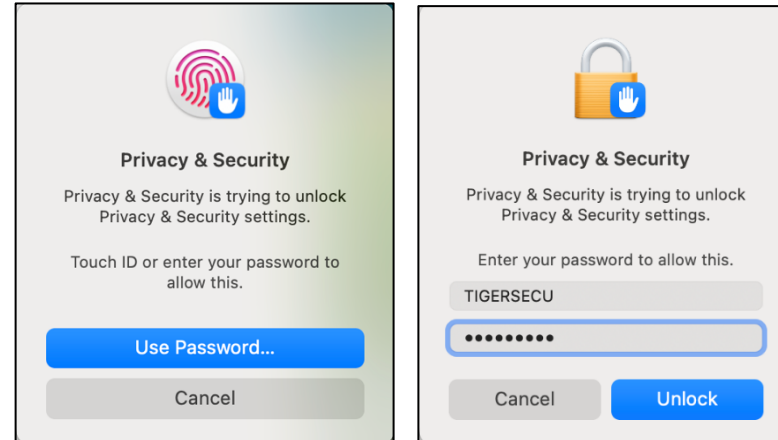 Privacy & Security
Privacy & Security is trying to unlock
Privacy & Security settings.
Touch ID or enter your password to
allow this.
Use Password...
Cancel
Privacy & Security
Privacy & Security is trying to unlock
Privacy & Security settings.
Enter your password to allow this.
TIGERSECU
•••••••••
Cancel
Unlock